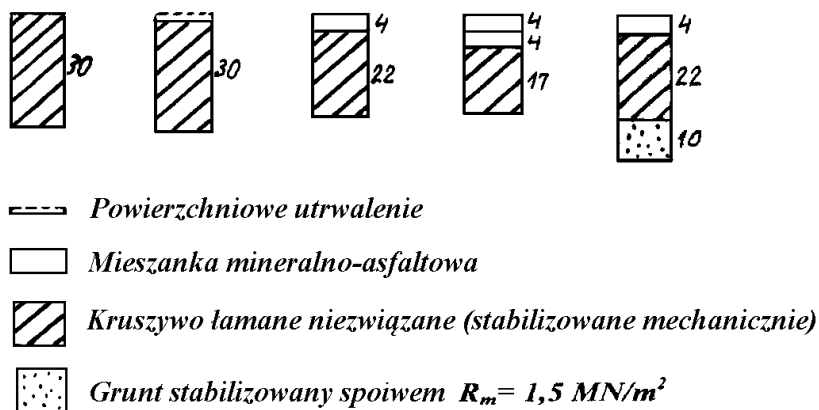 30
30
4
22
4
4
17
4
22
10
Powierzchniowe utrwalenie
Mieszanka mineralno-asfaltowa
Kruszywo łamane niezwiązane (stabilizowane mechanicznie)
Grunt stabilizowany spoiwem Rm= 1,5 MN/m²